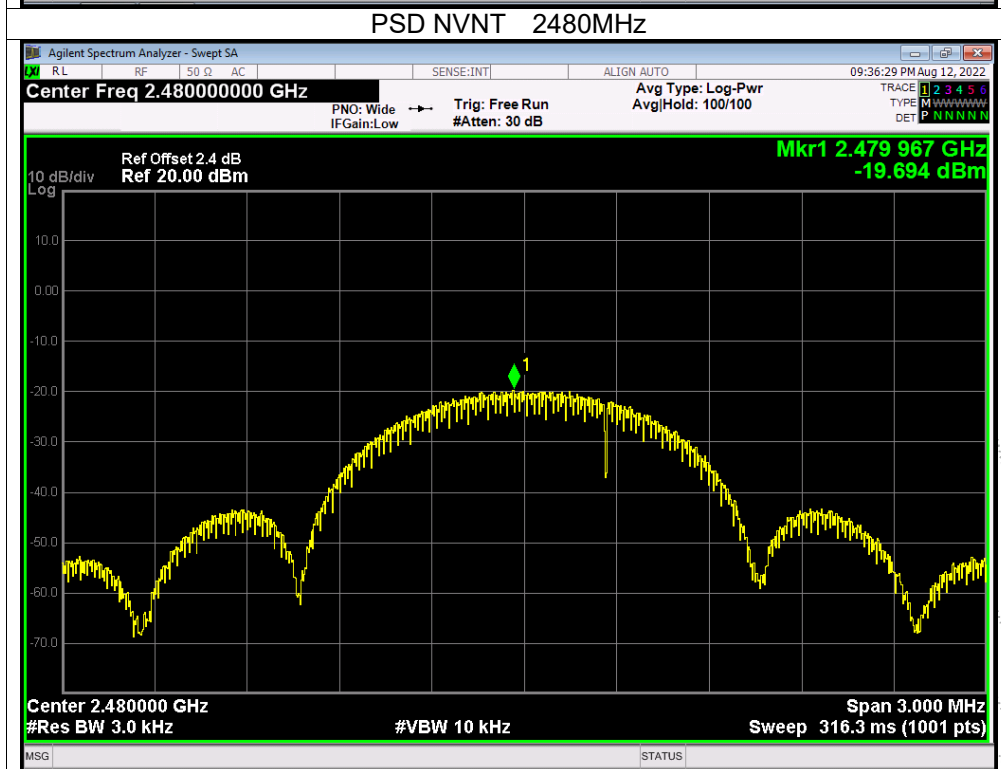 PSD NVNT 2480MHz
Agilent Spectrum Analyzer - Swept SA
LXI RL RF 50 Ω AC SENSE:INT ALIGN AUTO 09:36:29 PM Aug 12, 2022
Center Freq 2.480000000 GHz Avg Type: Log-Pwr TRACE 1 2 3 4 5 6
PNO: Wide Trig: Free Run Avg|Hold: 100/100 TYPE M WWWWW
IFGain:Low #Atten: 30 dB DET P N N N N N
Mkr1 2.479 967 GHz
Ref Offset 2.4 dB
10 dB/div Ref 20.00 dBm -19.694 dBm
Log
10.0
0.00
-10.0
1
-20.0
-30.0
-40.0
-50.0
-60.0
-70.0
Center 2.480000 GHz Span 3.000 MHz
#Res BW 3.0 kHz #VBW 10 kHz Sweep 316.3 ms (1001 pts)
MSG STATUS